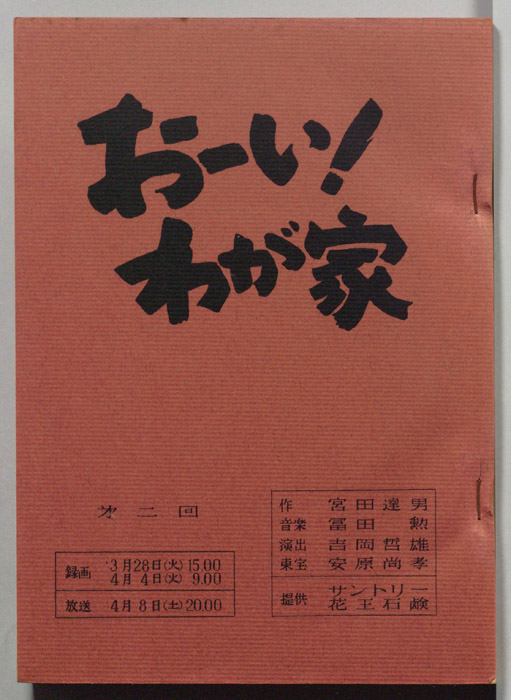 おーい!
わが家
才二回
録画 3月28日(火)15.00
4月4日(火)9.00
放送 4月8日(土)20.00
作 宮田達男
音楽 冨田勲
演出 吉岡哲雄
東宝 安原尚孝
提供 サントリー
花王石鹸